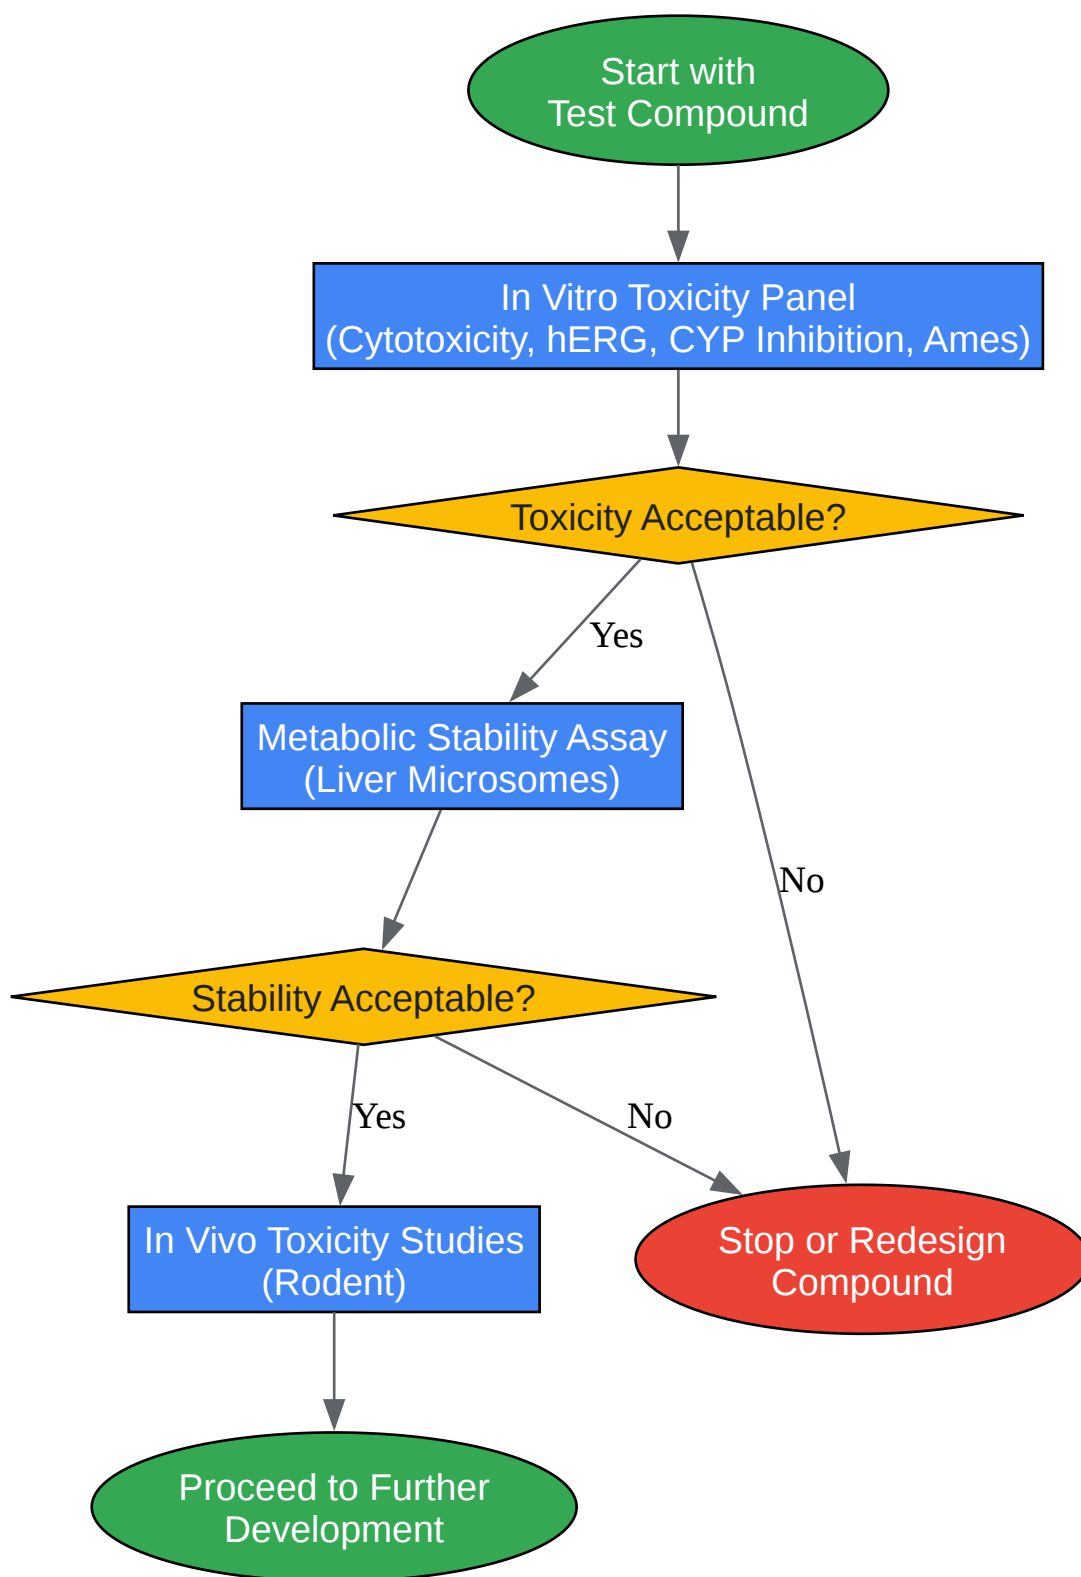 Start with
Test Compound
In Vitro Toxicity Panel
(Cytotoxicity, hERG, CYP Inhibition, Ames)
Toxicity Acceptable?
Yes
Metabolic Stability Assay
(Liver Microsomes)
No
Stability Acceptable?
Yes
No
In Vivo Toxicity Studies
(Rodent)
Stop or Redesign
Compound
Proceed to Further
Development